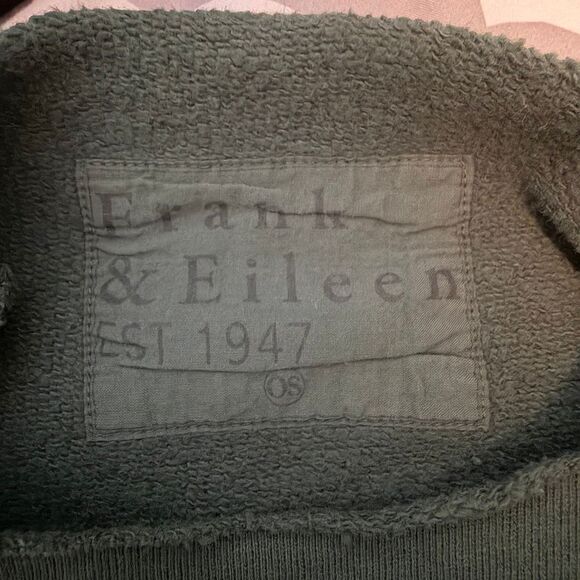 Frank
& Eileen
EST 1947
OS